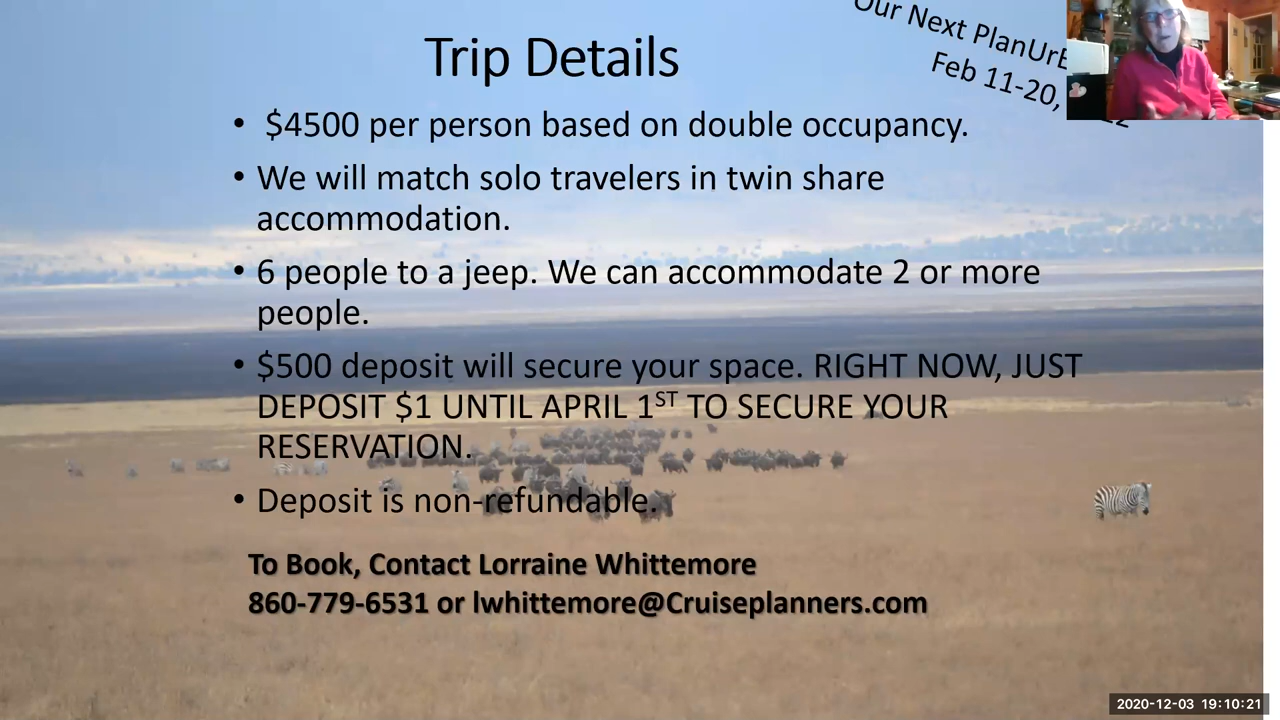 Our Next PlanUrE
Feb 11-20,
Trip Details
• $4500 per person based on double occupancy.
• We will match solo travelers in twin share
accommodation.
• 6 people to a jeep. We can accommodate 2 or more
people.
• $500 deposit will secure your space. RIGHT NOW, JUST
DEPOSIT $1 UNTIL APRIL 1ST TO SECURE YOUR
RESERVATION.
• Deposit is non-refundable.
To Book, Contact Lorraine Whittemore
860-779-6531 or lwhittemore@Cruiseplanners.com
2020-12-03 19:10:21